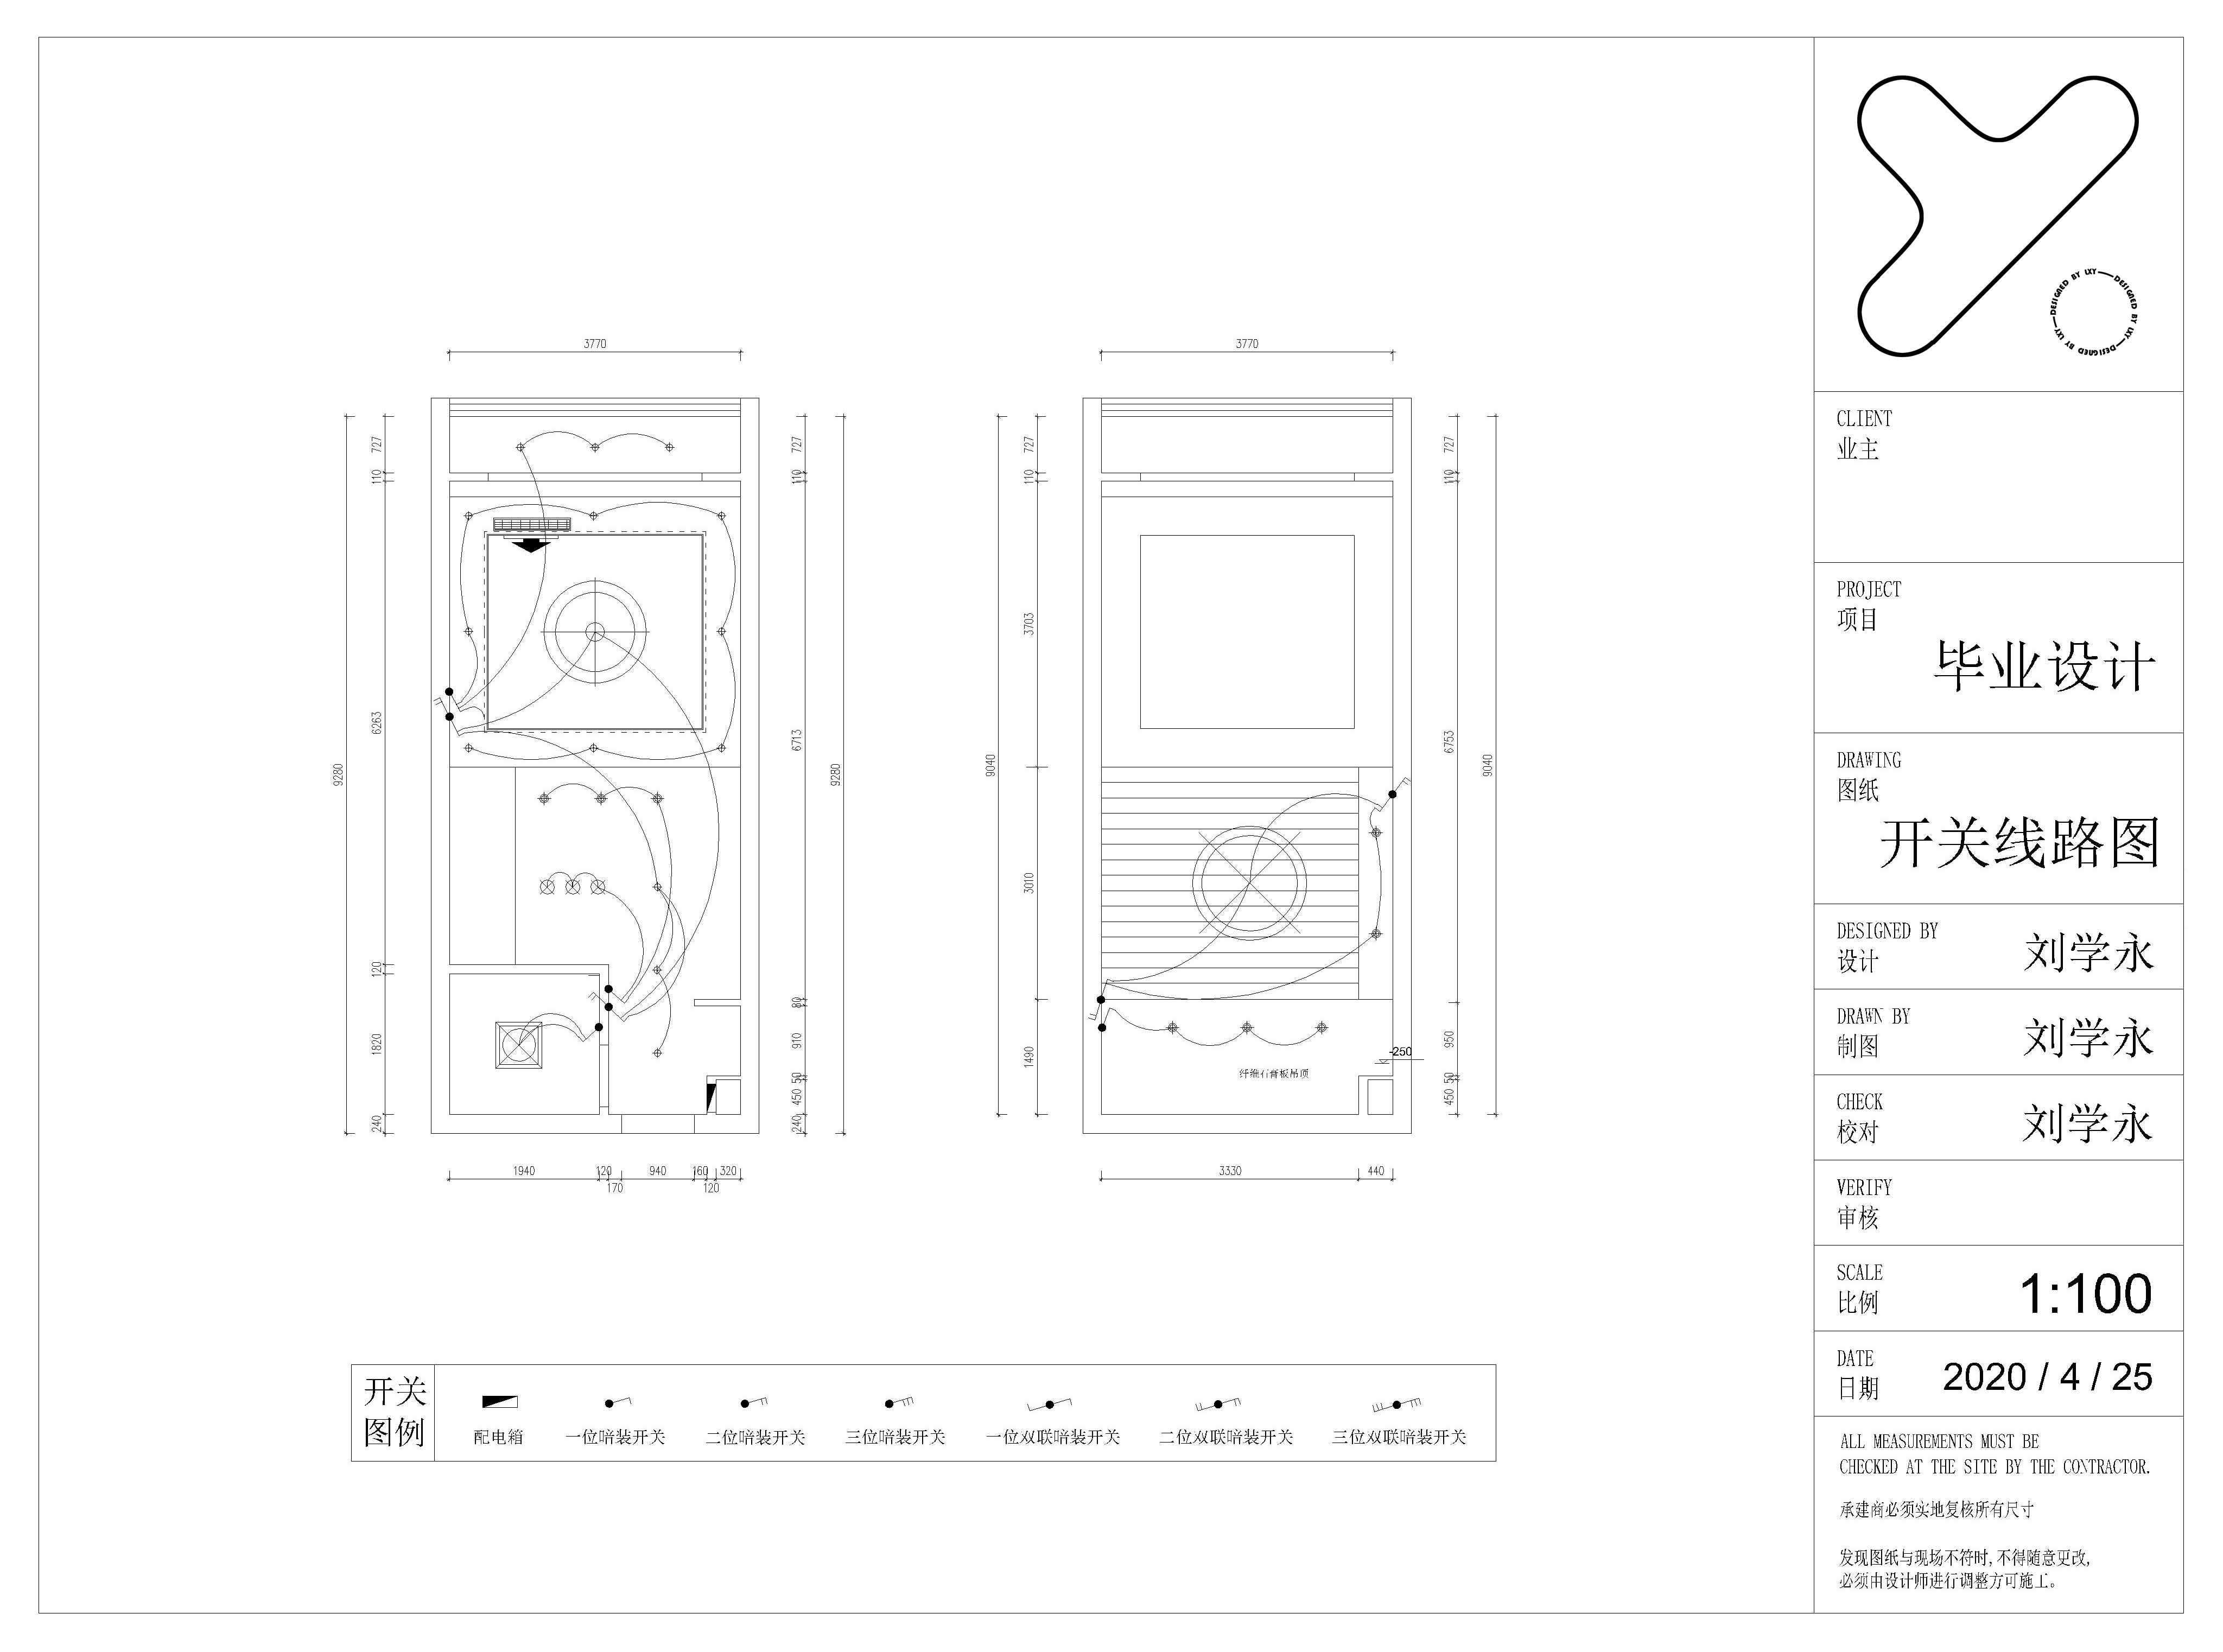 3770
727
110
6263
9280
120
1820
240
727
110
6713
9280
80
910
50
450
240
1940
120
170
940
160
120
320
3770
9040
727
110
3703
3010
1490
727
110
6753
9040
950
50
450
-250
纤维石膏板吊顶
3330
440
开关
图例
配电箱
一位暗装开关
二位暗装开关
三位暗装开关
一位双联暗装开关
二位双联暗装开关
三位双联暗装开关
DESIGNED BY LXY—DESIGNED BY LXY—DESIGNED BY LXY—
CLIENT
业主
PROJECT
项目
毕业设计
DRAWING
图纸
开关线路图
DESIGNED BY
设计
刘学永
DRAWN BY
制图
刘学永
CHECK
校对
刘学永
VERIFY
审核
SCALE
比例
1:100
DATE
日期
2020 / 4 / 25
ALL MEASUREMENTS MUST BE
CHECKED AT THE SITE BY THE CONTRACTOR.
承建商必须实地复核所有尺寸
发现图纸与现场不符时,不得随意更改,
必须由设计师进行调整方可施工。